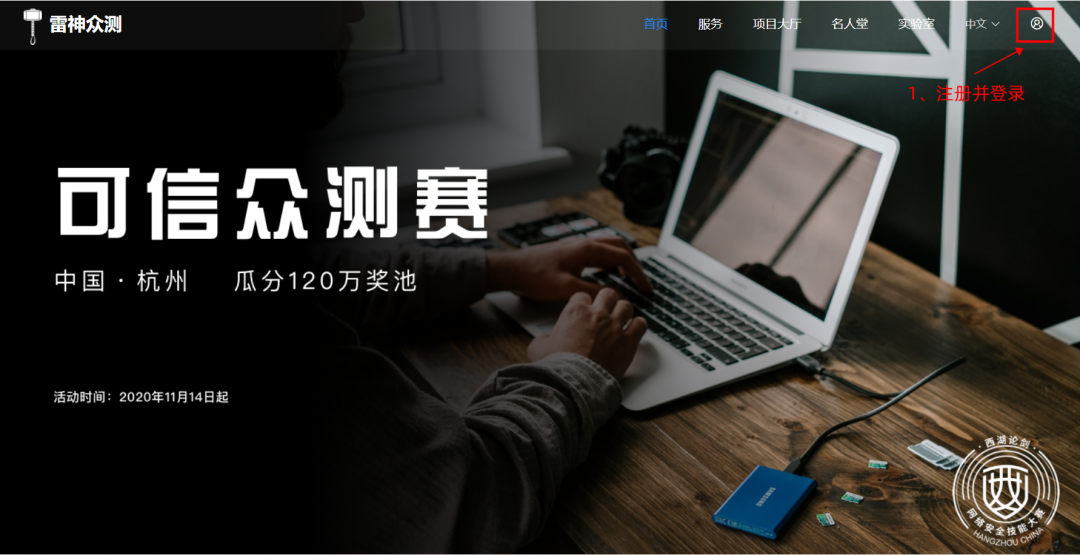 雷神众测
首页 服务 项目大厅 名人堂 实验室 中文
1、注册并登录
可信众测赛
中国·杭州 瓜分120万奖池
活动时间：2020年11月14日起
SAMSUNG
·西湖论剑·
网络安全技能大赛
HANGZHOU CHINA